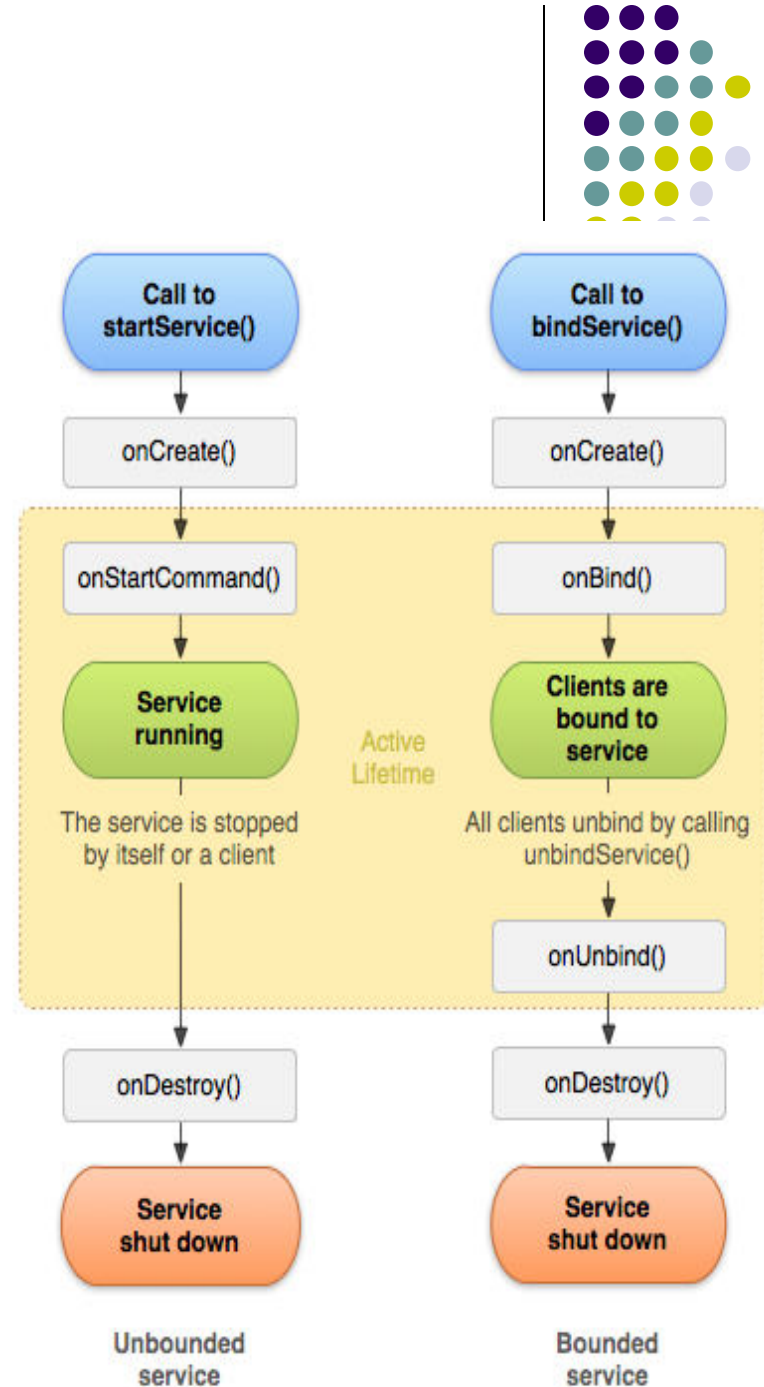 Call to
startService()
onCreate()
onStartCommand()
Service
running
The service is stopped
by itself or a client
onDestroy()
Service
shut down
Unbounded
service
Active
Lifetime
Call to
bindService()
onCreate()
onBind()
Clients are
bound to
service
All clients unbind by calling
unbindService()
onUnbind()
onDestroy()
Service
shut down
Bounded
service